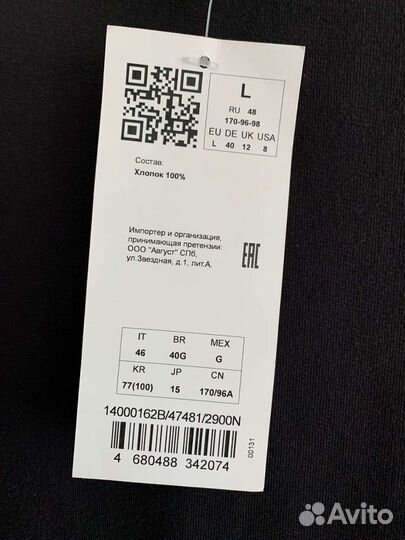 L
RU 48
170-96-98
EU DE UK USA
L 40 12 8
Состав:
Хлопок 100%
Импортер и организация,
принимающая претензии:
ООО "Август" СПб,
ул.Звездная, д.1, лит.А.
EAC
IT BR MEX
46 40G G
KR JP CN
77(100) 15 170/96A
14000162B/47481/2900N
4 680488 342074
00131
Avito